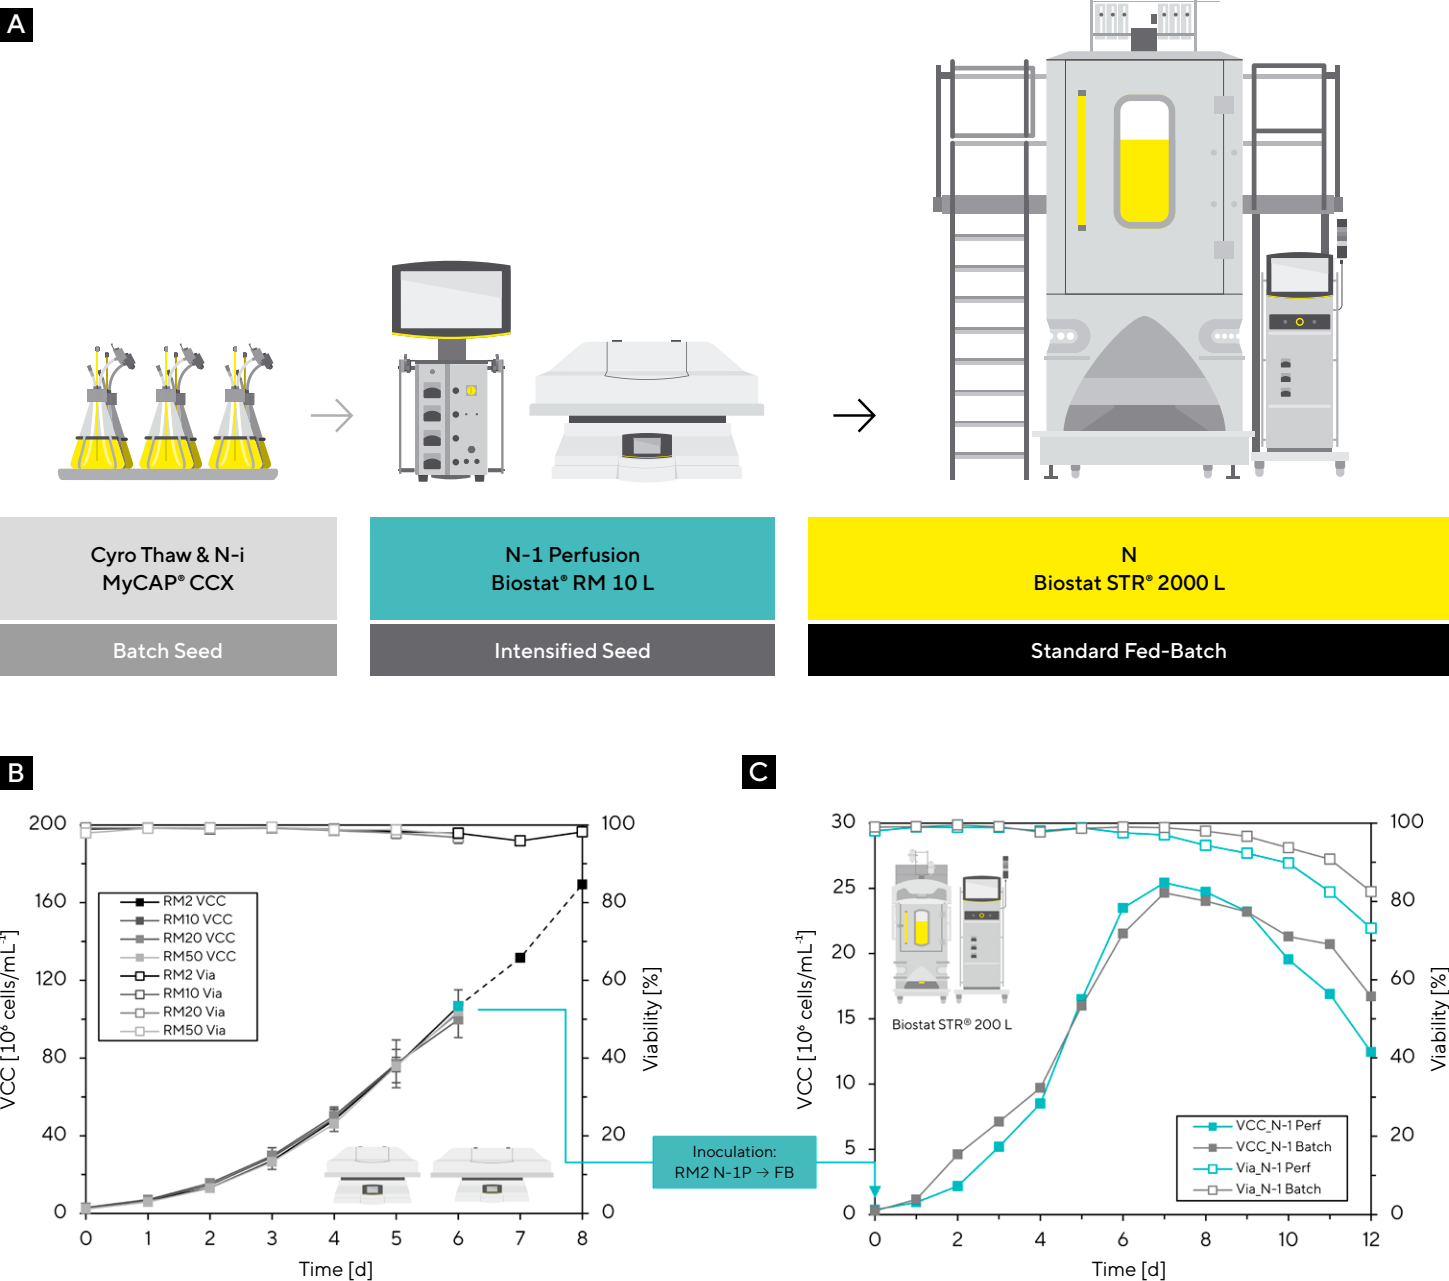 A
Cyro Thaw & N-i
MyCAP® CCX
Batch Seed
N-1 Perfusion
Biostat® RM 10 L
Intensified Seed
N
Biostat STR® 2000 L
Standard Fed-Batch
B
VCC [10⁶ cells/mL⁻¹]
200
160
120
80
40
0
RM2 VCC
RM10 VCC
RM20 VCC
RM50 VCC
RM2 Via
RM10 Via
RM20 Via
RM50 Via
100
80
60
40
20
0
Viability [%]
0 1 2 3 4 5 6 7 8
Time [d]
Inoculation:
RM2 N-1P → FB
C
VCC [10⁶ cells/mL⁻¹]
30
25
20
15
10
5
0
Biostat STR® 200 L
VCC_N-1 Perf
VCC_N-1 Batch
Via_N-1 Perf
Via_N-1 Batch
100
80
60
40
20
0
Viability [%]
0 2 4 6 8 10 12
Time [d]